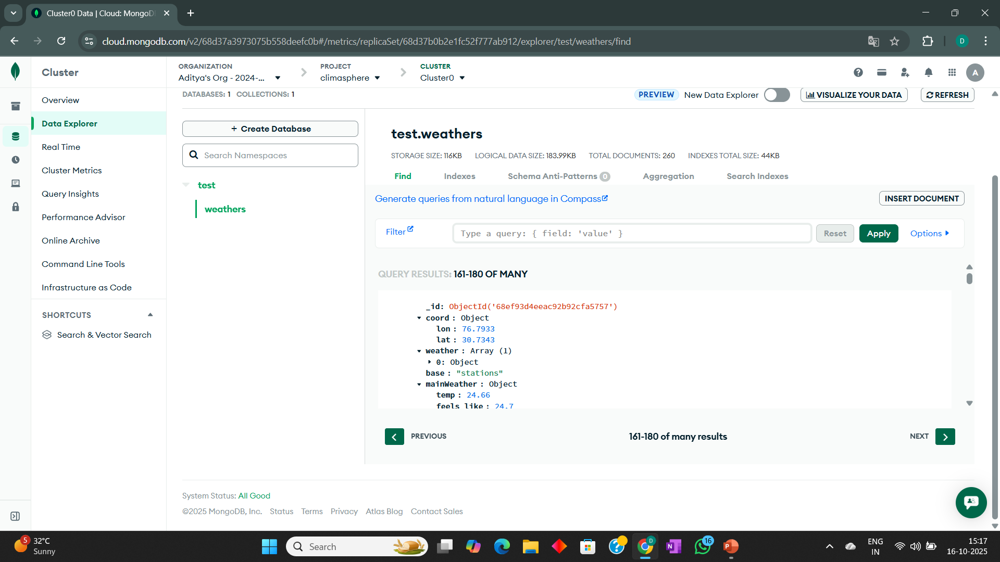 Cluster0 Data | Cloud: MongoD
cloud.mongodb.com/v2/68d37a3973075b558deefc0b#/metrics/replicaSet/68d37b0b2e1fc52f777ab912/explorer/test/weathers/find
D
Cluster
ORGANIZATION
Aditya's Org - 2024-...
PROJECT
climasphere
CLUSTER
Cluster0
A
Overview
Data Explorer
Real Time
Cluster Metrics
Query Insights
Performance Advisor
Online Archive
Command Line Tools
Infrastructure as Code
SHORTCUTS
Search & Vector Search
DATABASES: 1 COLLECTIONS: 1
PREVIEW New Data Explorer
VISUALIZE YOUR DATA
REFRESH
+ Create Database
Search Namespaces
test
weathers
test.weathers
STORAGE SIZE: 116KB LOGICAL DATA SIZE: 183.99KB TOTAL DOCUMENTS: 260 INDEXES TOTAL SIZE: 44KB
Find Indexes Schema Anti-Patterns 0 Aggregation Search Indexes
Generate queries from natural language in Compass
INSERT DOCUMENT
Filter
Type a query: { field: 'value' }
Reset
Apply
Options
QUERY RESULTS: 161-180 OF MANY
_id: ObjectId('68ef93d4eeac92b92cfa5757')
coord : Object
lon : 76.7933
lat : 30.7343
weather : Array (1)
0: Object
base : "stations"
mainWeather : Object
temp : 24.66
feels_like : 24.7
PREVIOUS
161-180 of many results
NEXT
System Status: All Good
©2025 MongoDB, Inc. Status Terms Privacy Atlas Blog Contact Sales
5
32°C
Sunny
Search
D
N
16
P
ENG
IN
15:17
16-10-2025